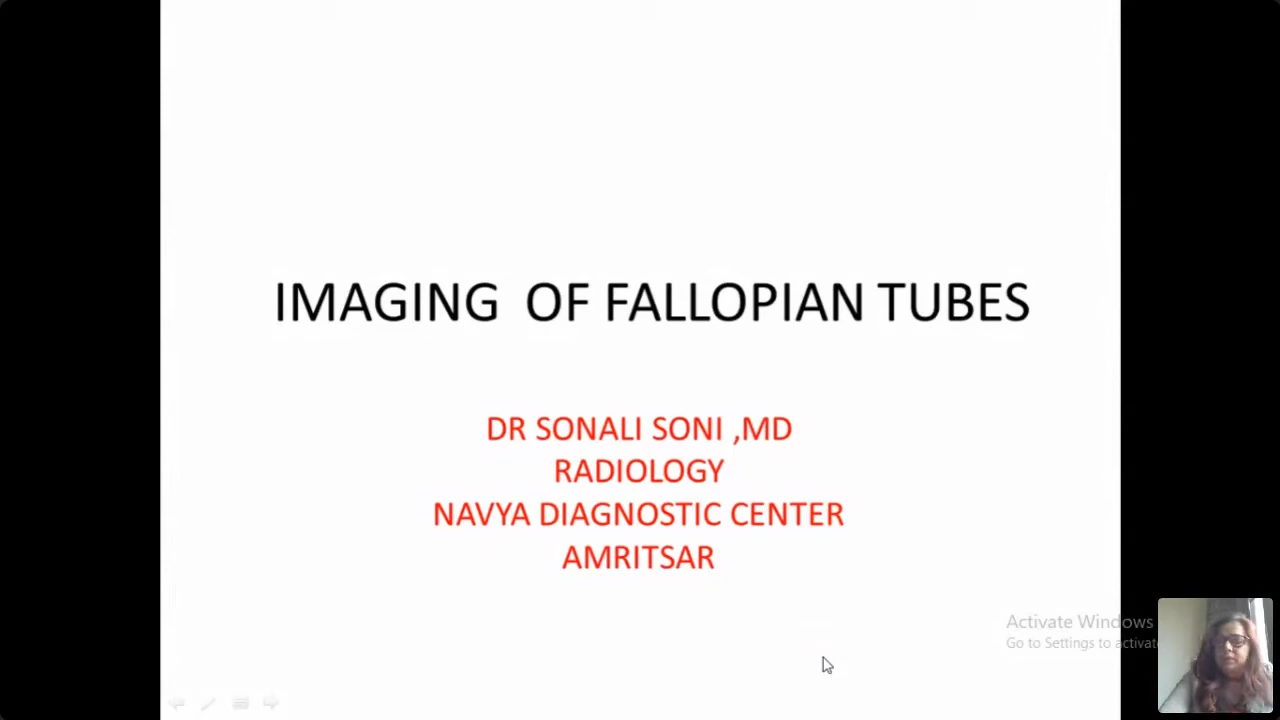 IMAGING OF FALLOPIAN TUBES
DR SONALI SONI ,MD
RADIOLOGY
NAVYA DIAGNOSTIC CENTER
AMRITSAR
Activate Windows
Go to Settings to activate